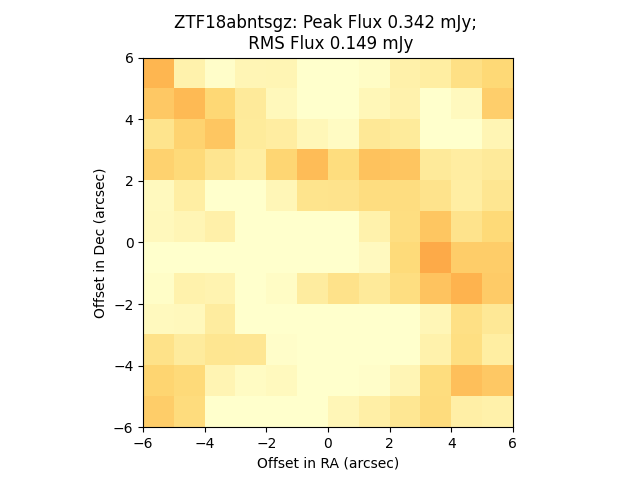 ZTF18abntsgz: Peak Flux 0.342 mJy;
RMS Flux 0.149 mJy
6
4
2
0
−2
−4
−6
Offset in Dec (arcsec)
−6 −4 −2 0 2 4 6
Offset in RA (arcsec)